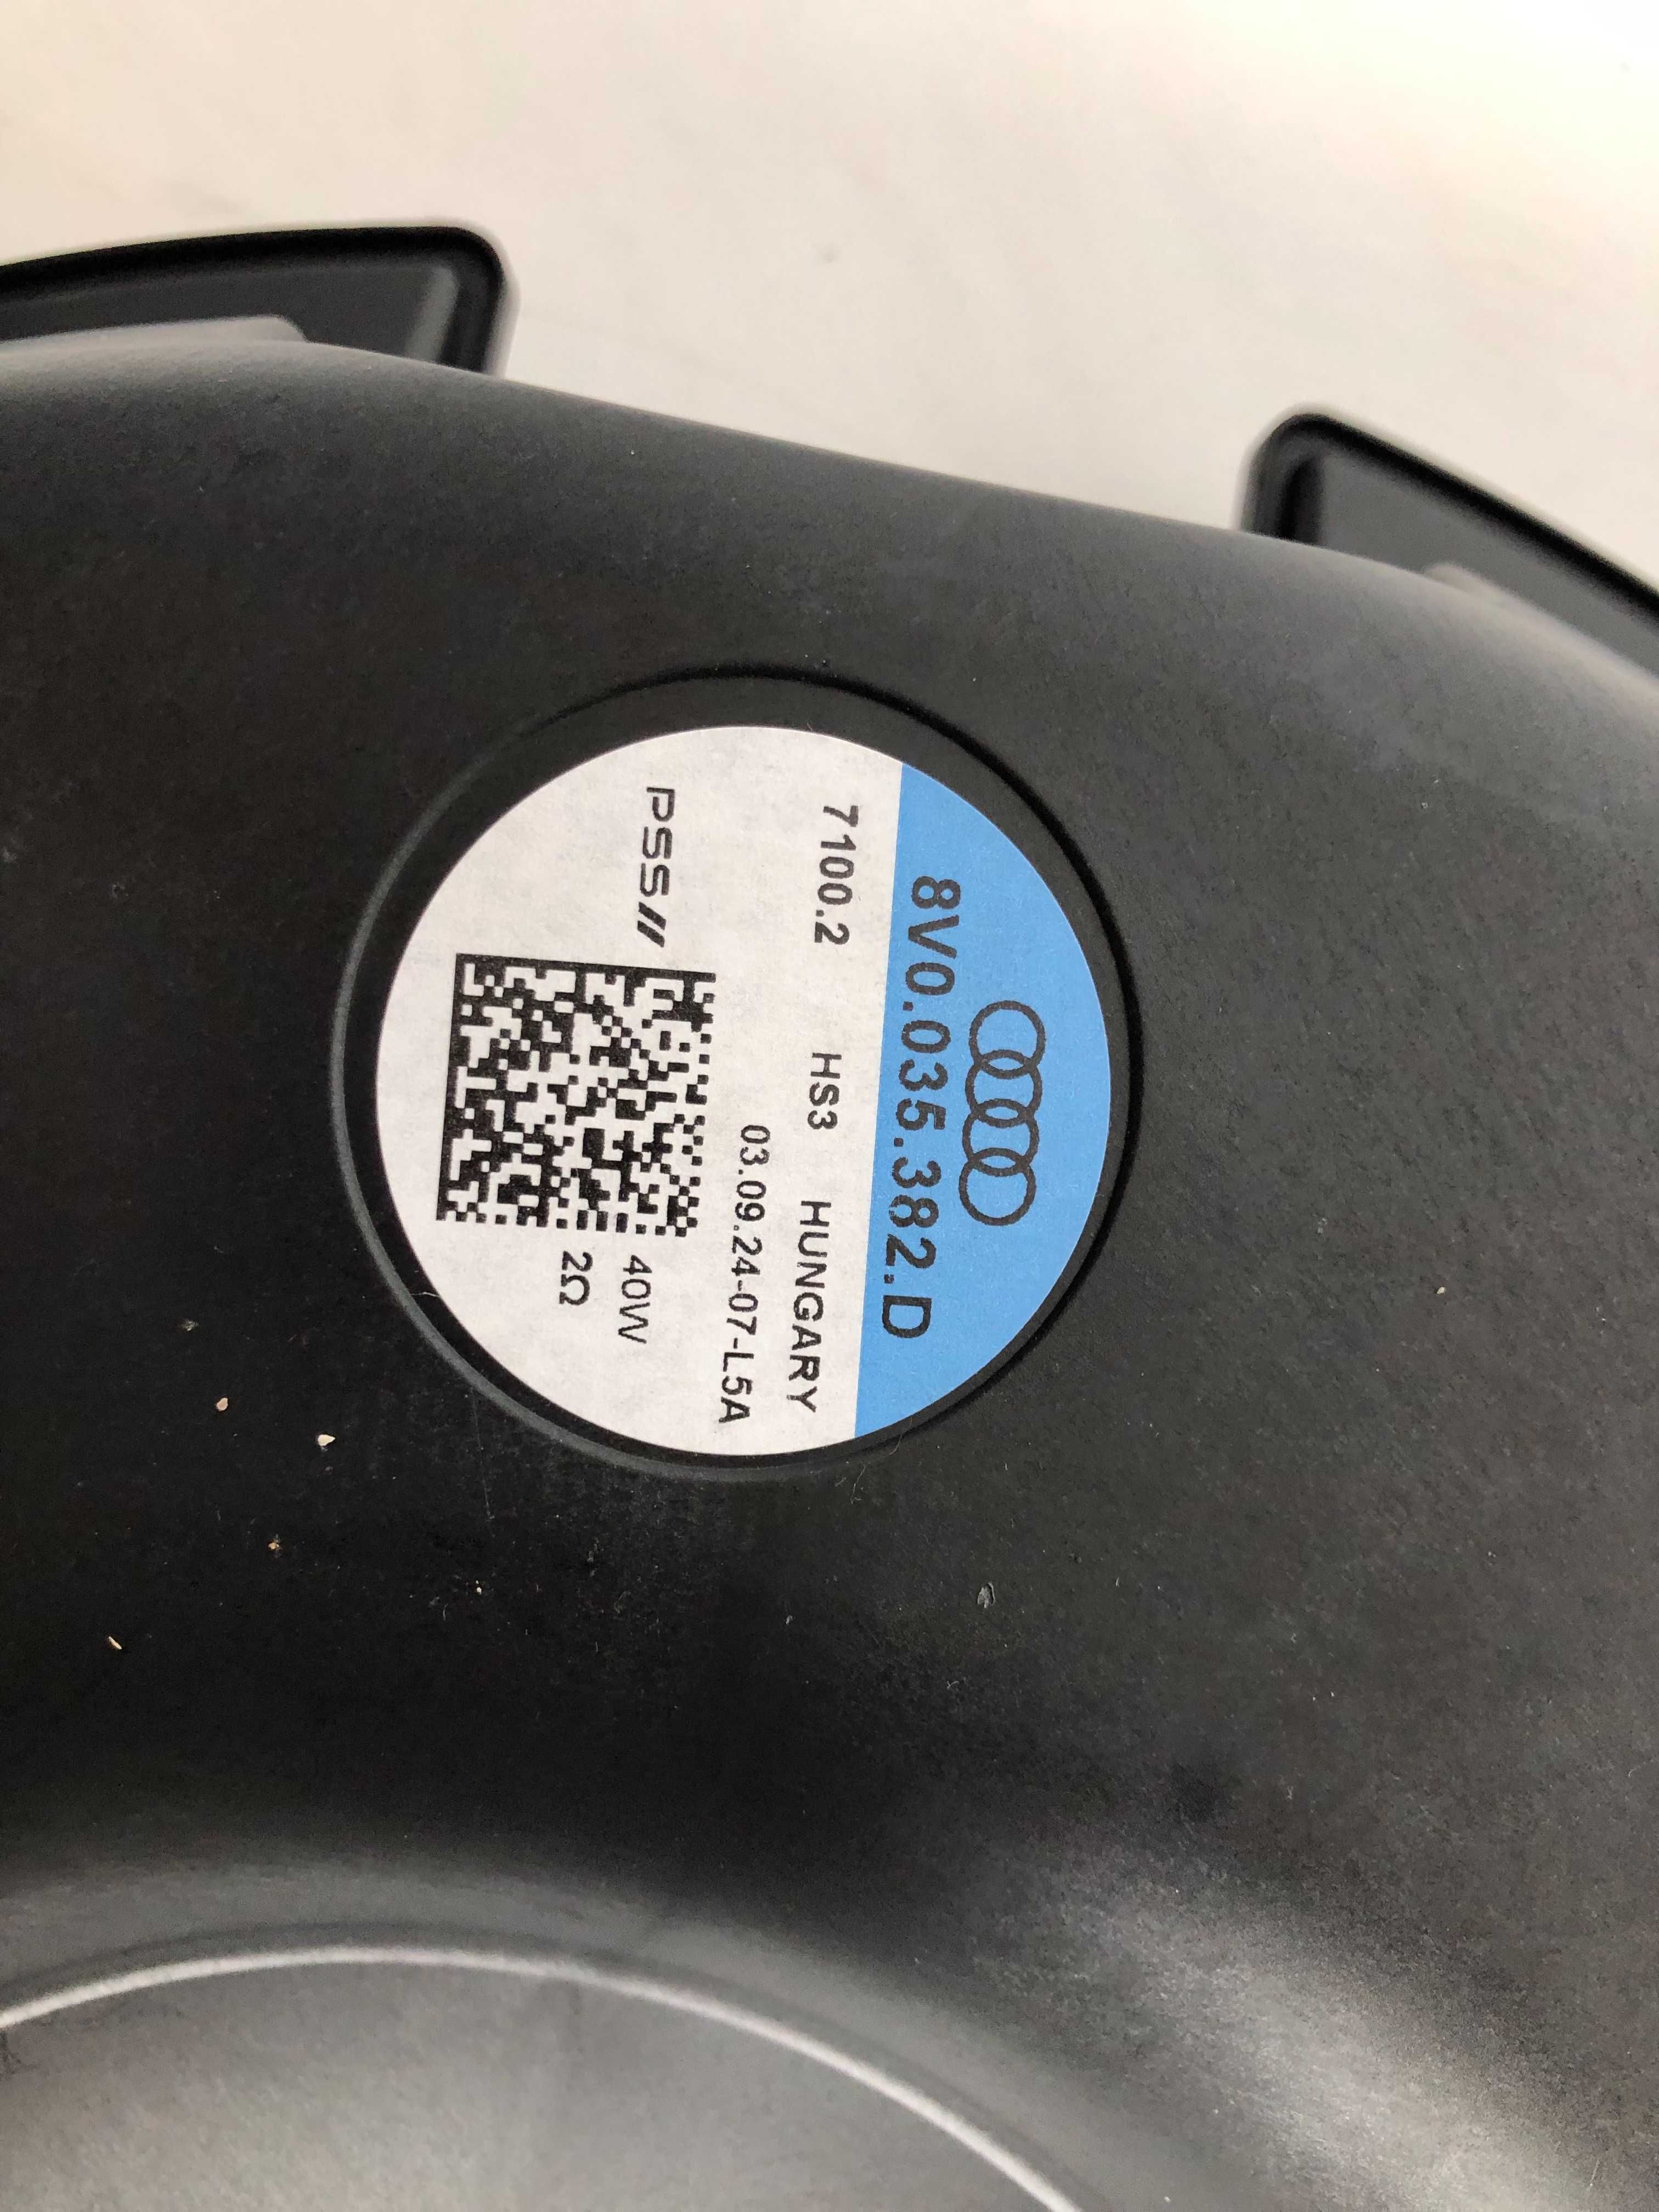 8V0.035.382.D
7100.2 HS3 HUNGARY
03.09.24-07-L5A
PSS//
40W
2Ω